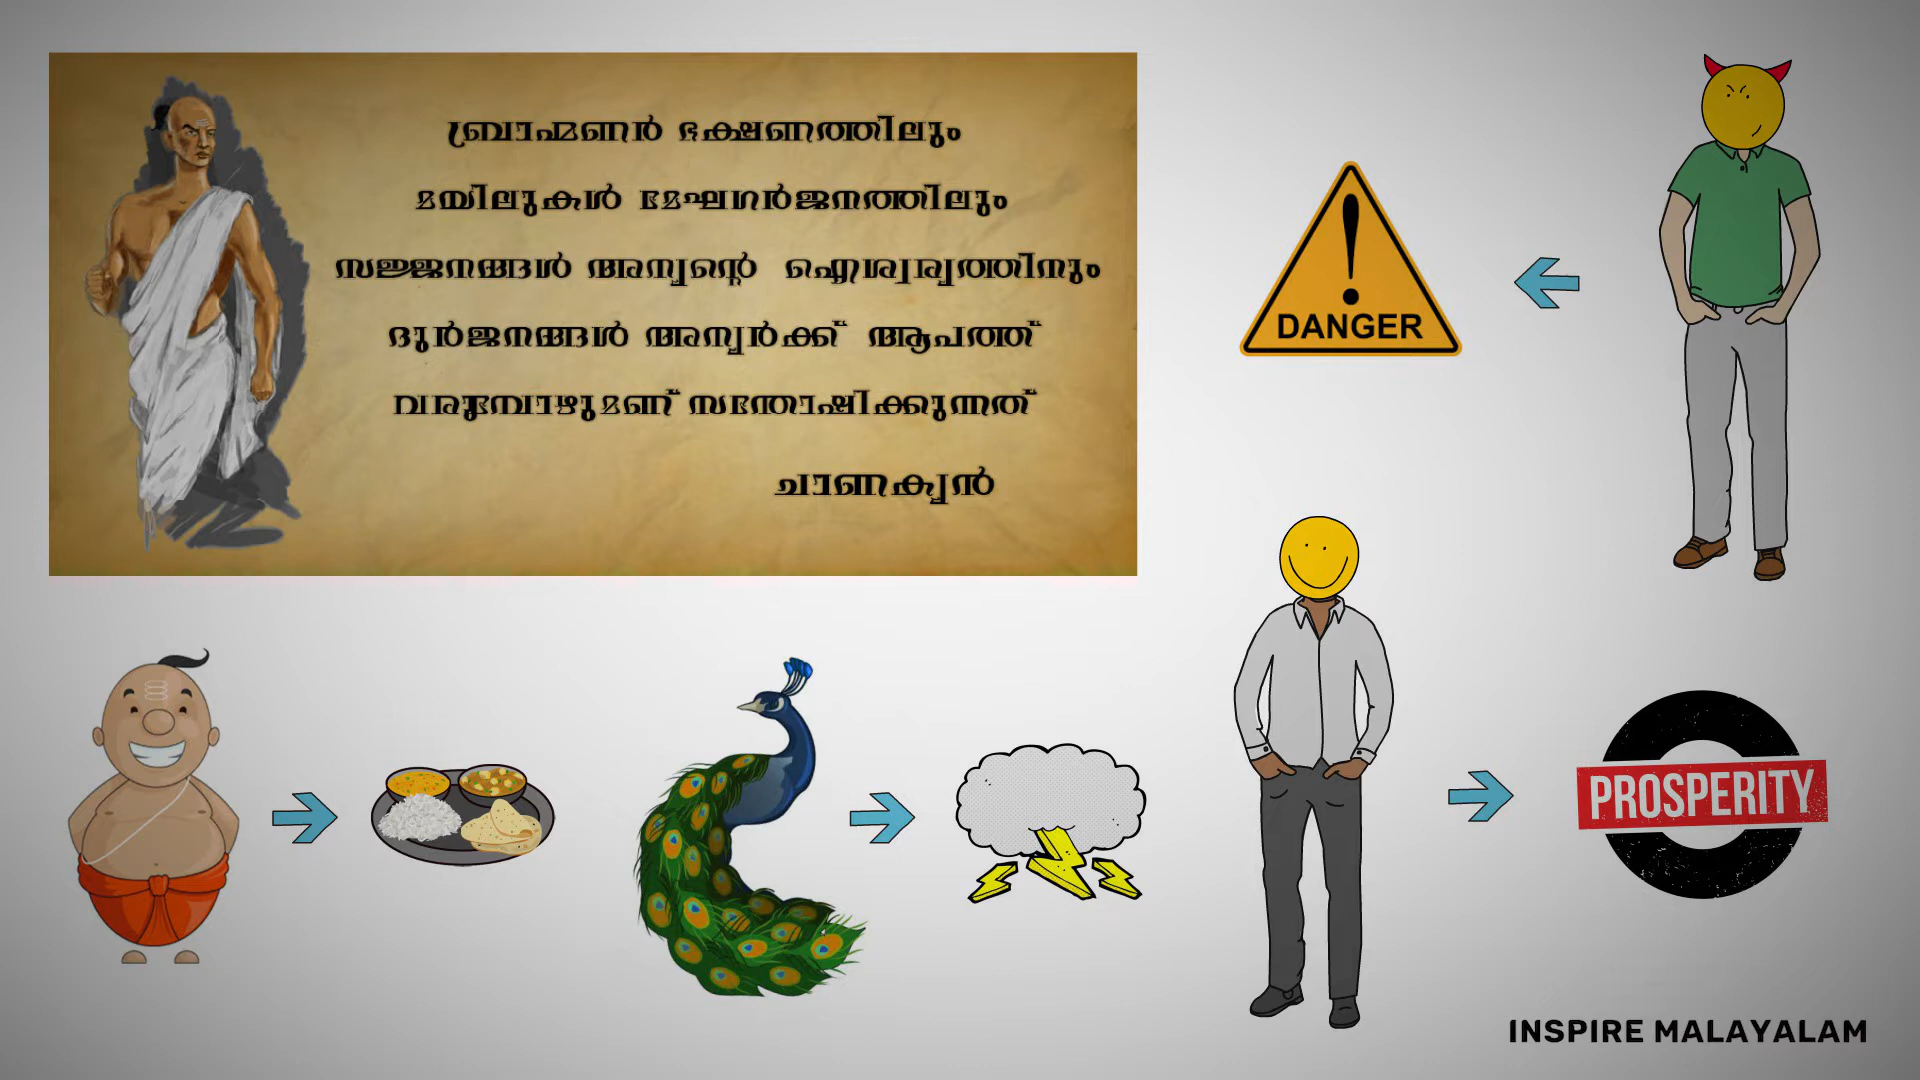 ബ്രാഹ്മണർ ഭക്ഷണത്തിലും
മയിലുകൾ മേഘഗർജനത്തിലും
സജ്ജനങ്ങൾ അന്യന്റെ ഐശ്വര്യത്തിനും
ദുർജനങ്ങൾ അന്യർക്ക് ആപത്ത്
വരുമ്പോഴുമണ് സന്തോഷിക്കുന്നത്
ചാണക്യൻ
DANGER
PROSPERITY
INSPIRE MALAYALAM